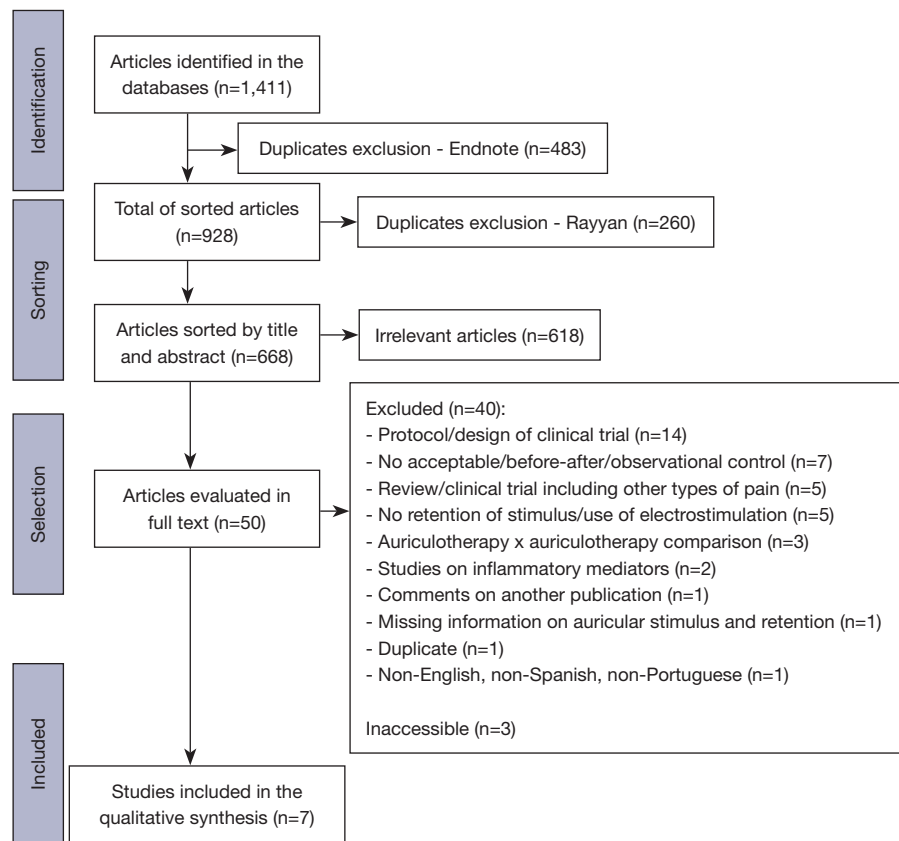 Identification
Articles identified in the
databases (n=1,411)
Duplicates exclusion - Endnote (n=483)
Sorting
Total of sorted articles
(n=928)
Duplicates exclusion - Rayyan (n=260)
Articles sorted by title
and abstract (n=668)
Irrelevant articles (n=618)
Selection
Articles evaluated in
full text (n=50)
Excluded (n=40):
- Protocol/design of clinical trial (n=14)
- No acceptable/before-after/observational control (n=7)
- Review/clinical trial including other types of pain (n=5)
- No retention of stimulus/use of electrostimulation (n=5)
- Auriculotherapy x auriculotherapy comparison (n=3)
- Studies on inflammatory mediators (n=2)
- Comments on another publication (n=1)
- Missing information on auricular stimulus and retention (n=1)
- Duplicate (n=1)
- Non-English, non-Spanish, non-Portuguese (n=1)
Inaccessible (n=3)
Included
Studies included in the
qualitative synthesis (n=7)